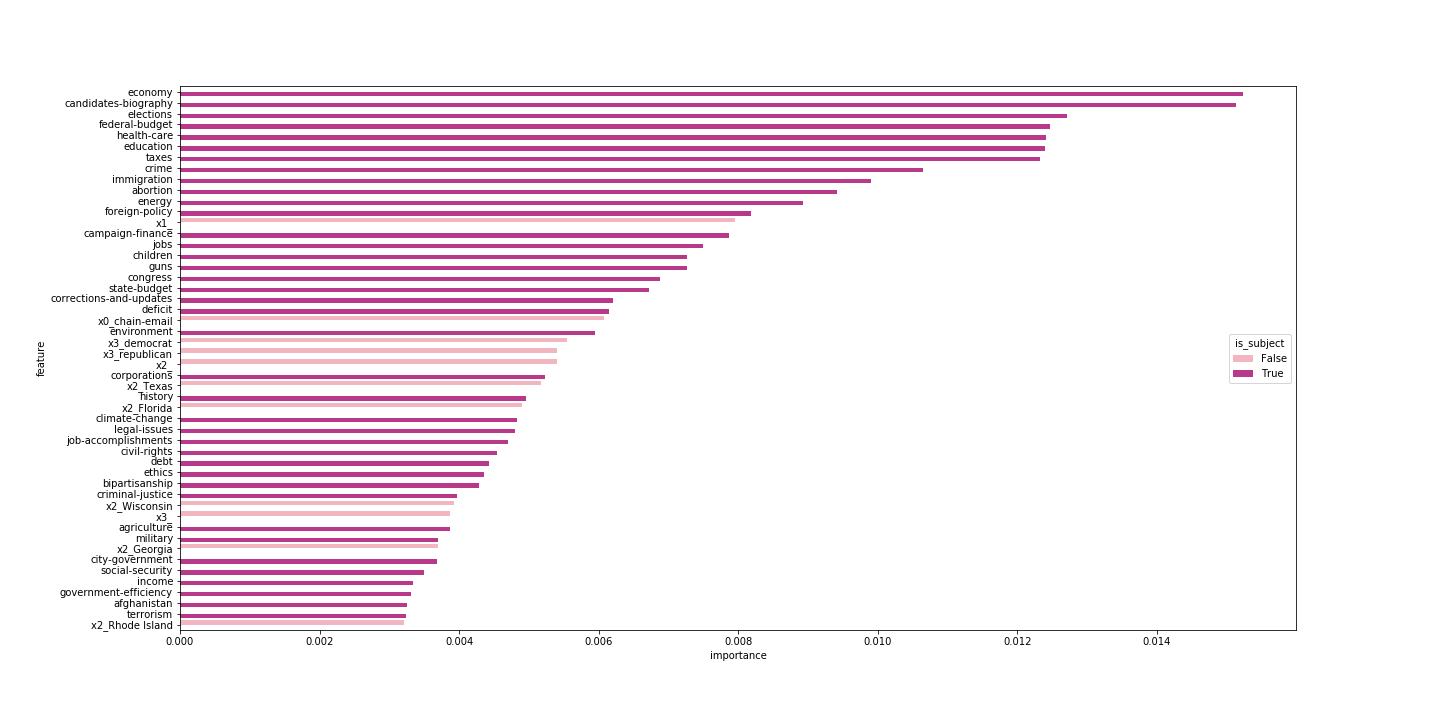 economy
candidates-biography
elections
federal-budget
health-care
education
taxes
crime
immigration
abortion
energy
foreign-policy
x1_
campaign-finance
jobs
children
guns
congress
state-budget
corrections-and-updates
deficit
x0_chain-email
environment
x3_democrat
x3_republican
x2_
corporations
x2_Texas
history
x2_Florida
climate-change
legal-issues
job-accomplishments
civil-rights
debt
ethics
bipartisanship
criminal-justice
x2_Wisconsin
x3_
agriculture
military
x2_Georgia
city-government
social-security
income
government-efficiency
afghanistan
terrorism
x2_Rhode Island
feature
is_subject
False
True
0.000 0.002 0.004 0.006 0.008 0.010 0.012 0.014
importance